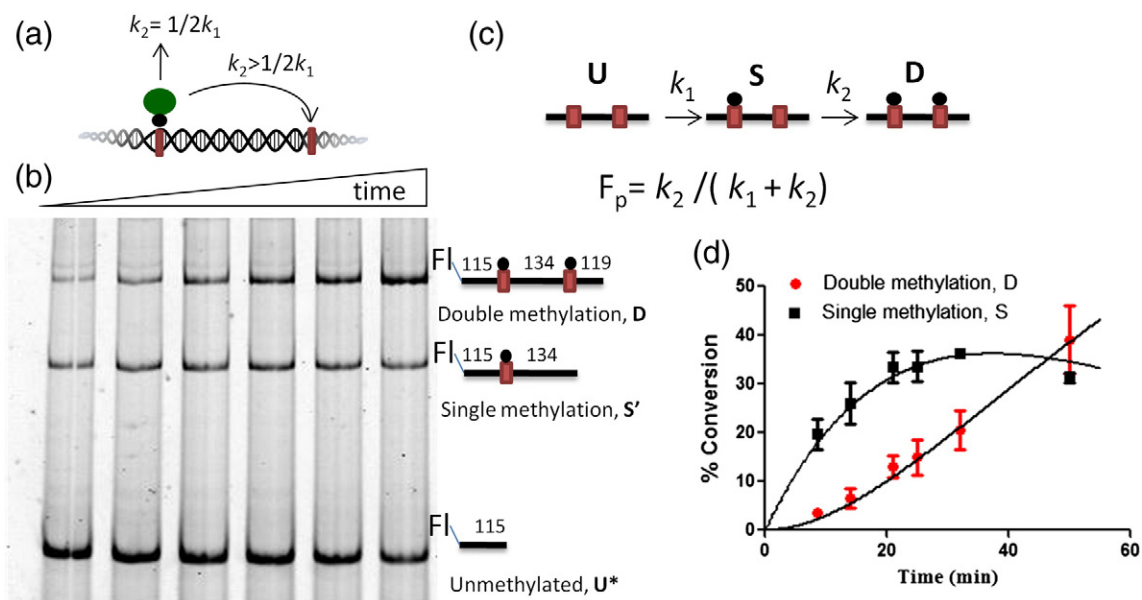 (a)
k₂= 1/2k₁
k₂>1/2k₁
(b)
time
Fl 115 134 119
Double methylation, D
Fl 115 134
Single methylation, S’
Fl 115
Unmethylated, U*
(c)
U k₁ S k₂ D
Fₚ= k₂ /( k₁ + k₂)
(d)
Double methylation, D
Single methylation, S
% Conversion
50
40
30
20
10
0
0 20 40 60
Time (min)